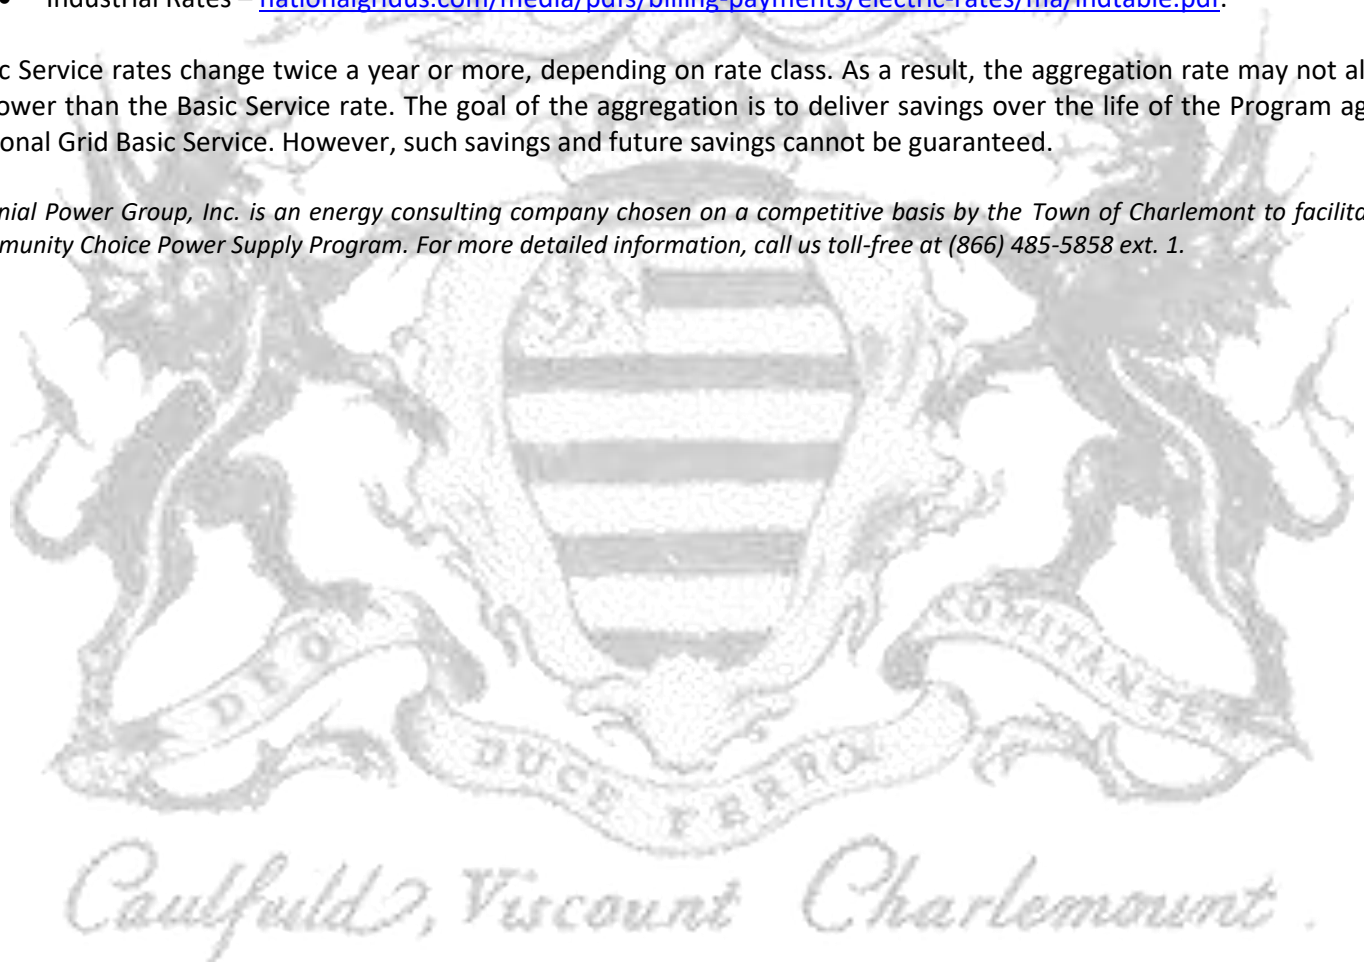 • Industrial Rates – nationalgridus.com/media/pdfs/billing-payments/electric-rates/ma/indtable.pdf.
c Service rates change twice a year or more, depending on rate class. As a result, the aggregation rate may not al
ower than the Basic Service rate. The goal of the aggregation is to deliver savings over the life of the Program ag
onal Grid Basic Service. However, such savings and future savings cannot be guaranteed.
nial Power Group, Inc. is an energy consulting company chosen on a competitive basis by the Town of Charlemont to facilita
munity Choice Power Supply Program. For more detailed information, call us toll-free at (866) 485-5858 ext. 1.
DEO
DUCE FERRO
COMITANTE
Caulfuild, Viscount Charlemount.